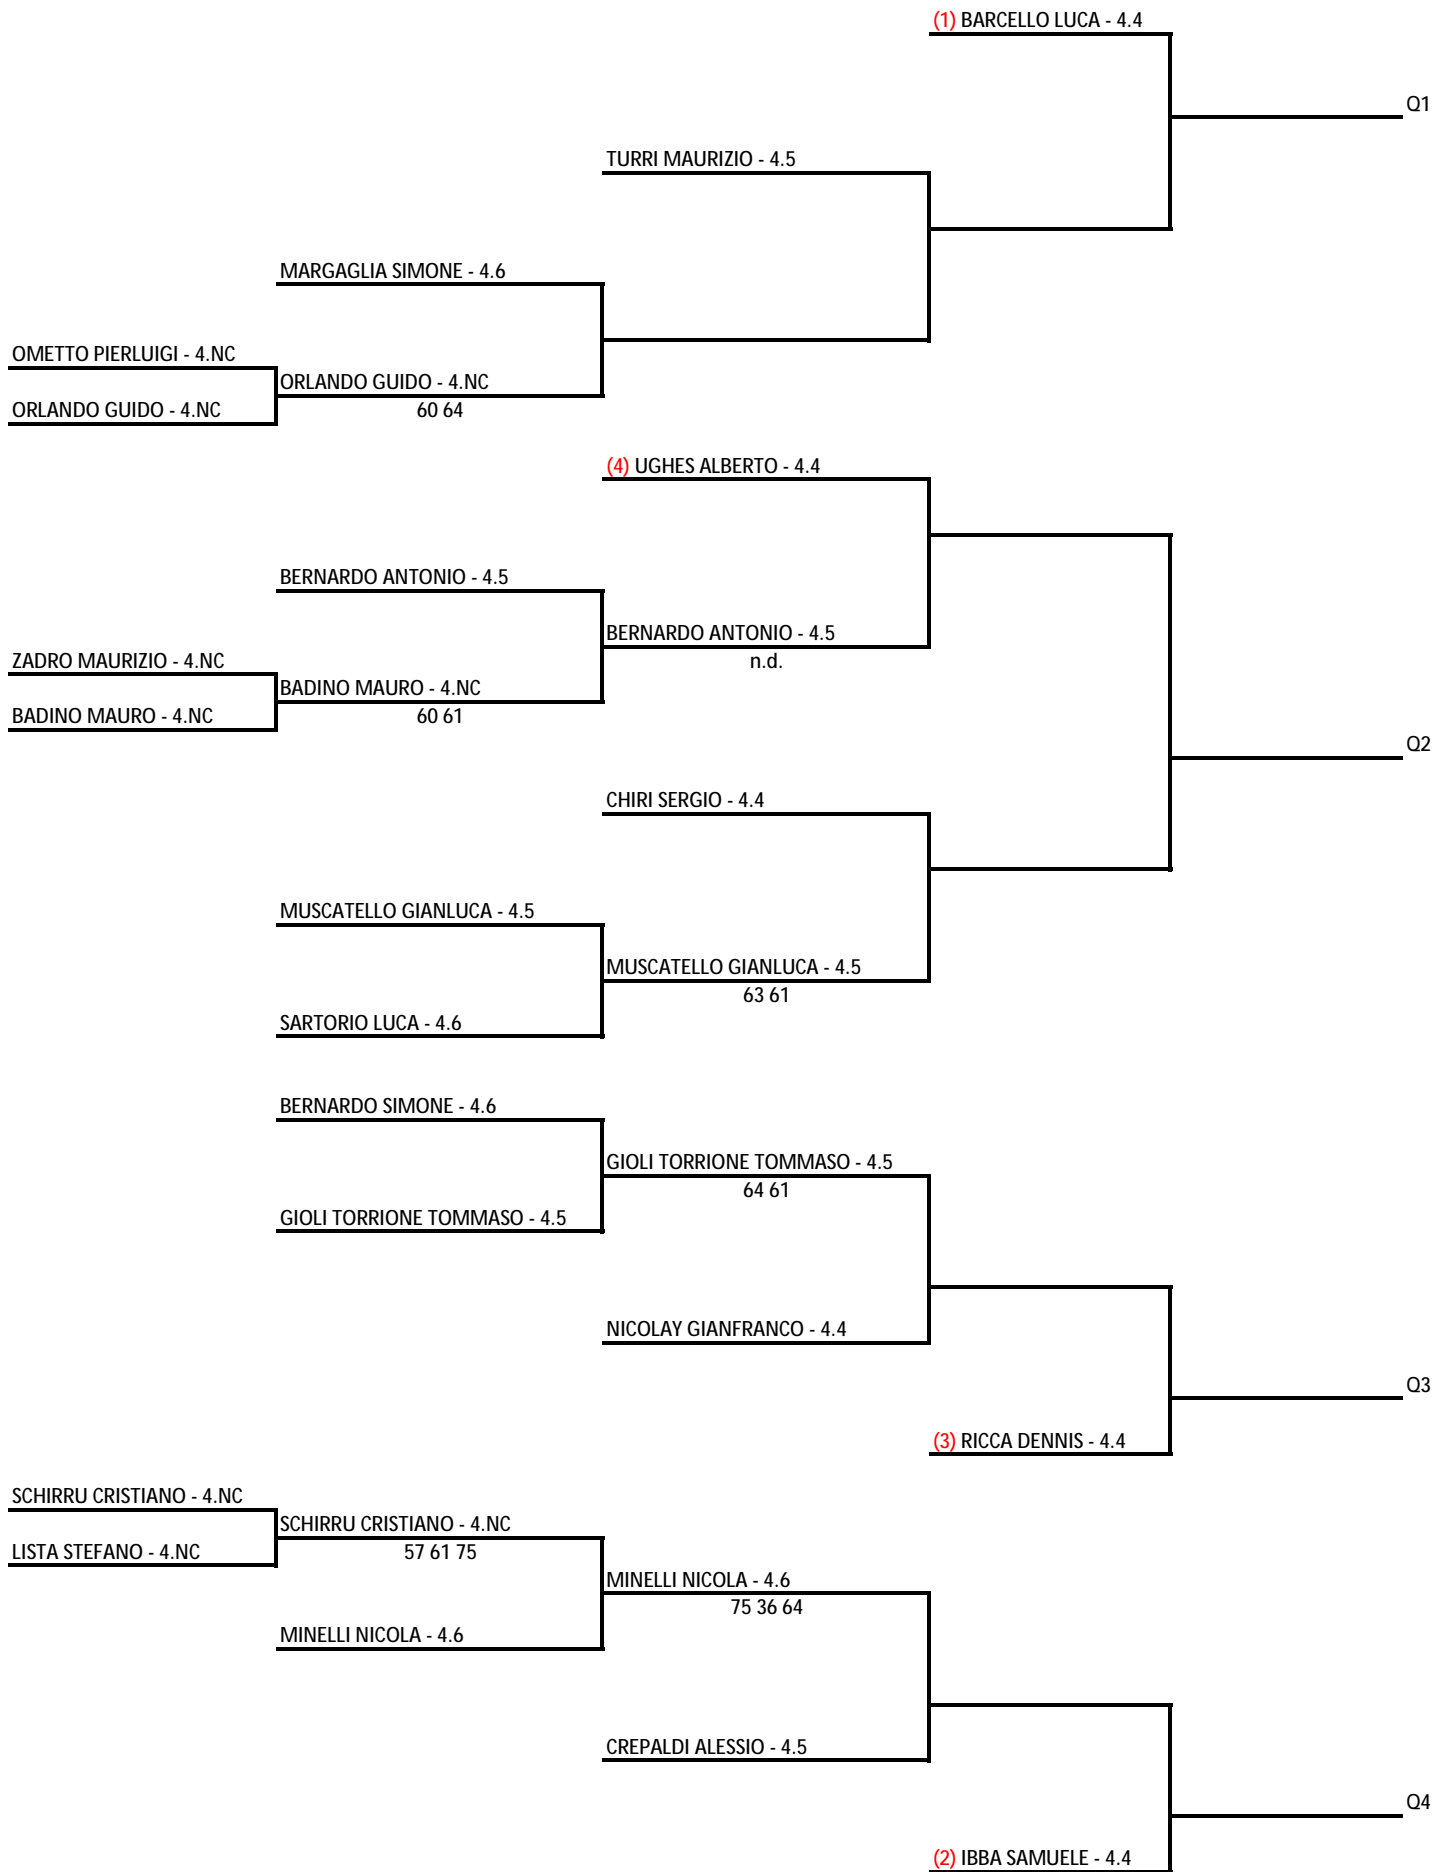 (1) BARCELLO LUCA - 4.4
Q1
TURRI MAURIZIO - 4.5
MARGAGLIA SIMONE - 4.6
OMETTO PIERLUIGI - 4.NC
ORLANDO GUIDO - 4.NC
ORLANDO GUIDO - 4.NC
60 64
(4) UGHES ALBERTO - 4.4
BERNARDO ANTONIO - 4.5
BERNARDO ANTONIO - 4.5
n.d.
ZADRO MAURIZIO - 4.NC
BADINO MAURO - 4.NC
BADINO MAURO - 4.NC
60 61
Q2
CHIRI SERGIO - 4.4
MUSCATELLO GIANLUCA - 4.5
MUSCATELLO GIANLUCA - 4.5
63 61
SARTORIO LUCA - 4.6
BERNARDO SIMONE - 4.6
GIOLI TORRIONE TOMMASO - 4.5
64 61
GIOLI TORRIONE TOMMASO - 4.5
NICOLAY GIANFRANCO - 4.4
Q3
(3) RICCA DENNIS - 4.4
SCHIRRU CRISTIANO - 4.NC
SCHIRRU CRISTIANO - 4.NC
LISTA STEFANO - 4.NC
57 61 75
MINELLI NICOLA - 4.6
75 36 64
MINELLI NICOLA - 4.6
CREPALDI ALESSIO - 4.5
Q4
(2) IBBA SAMUELE - 4.4